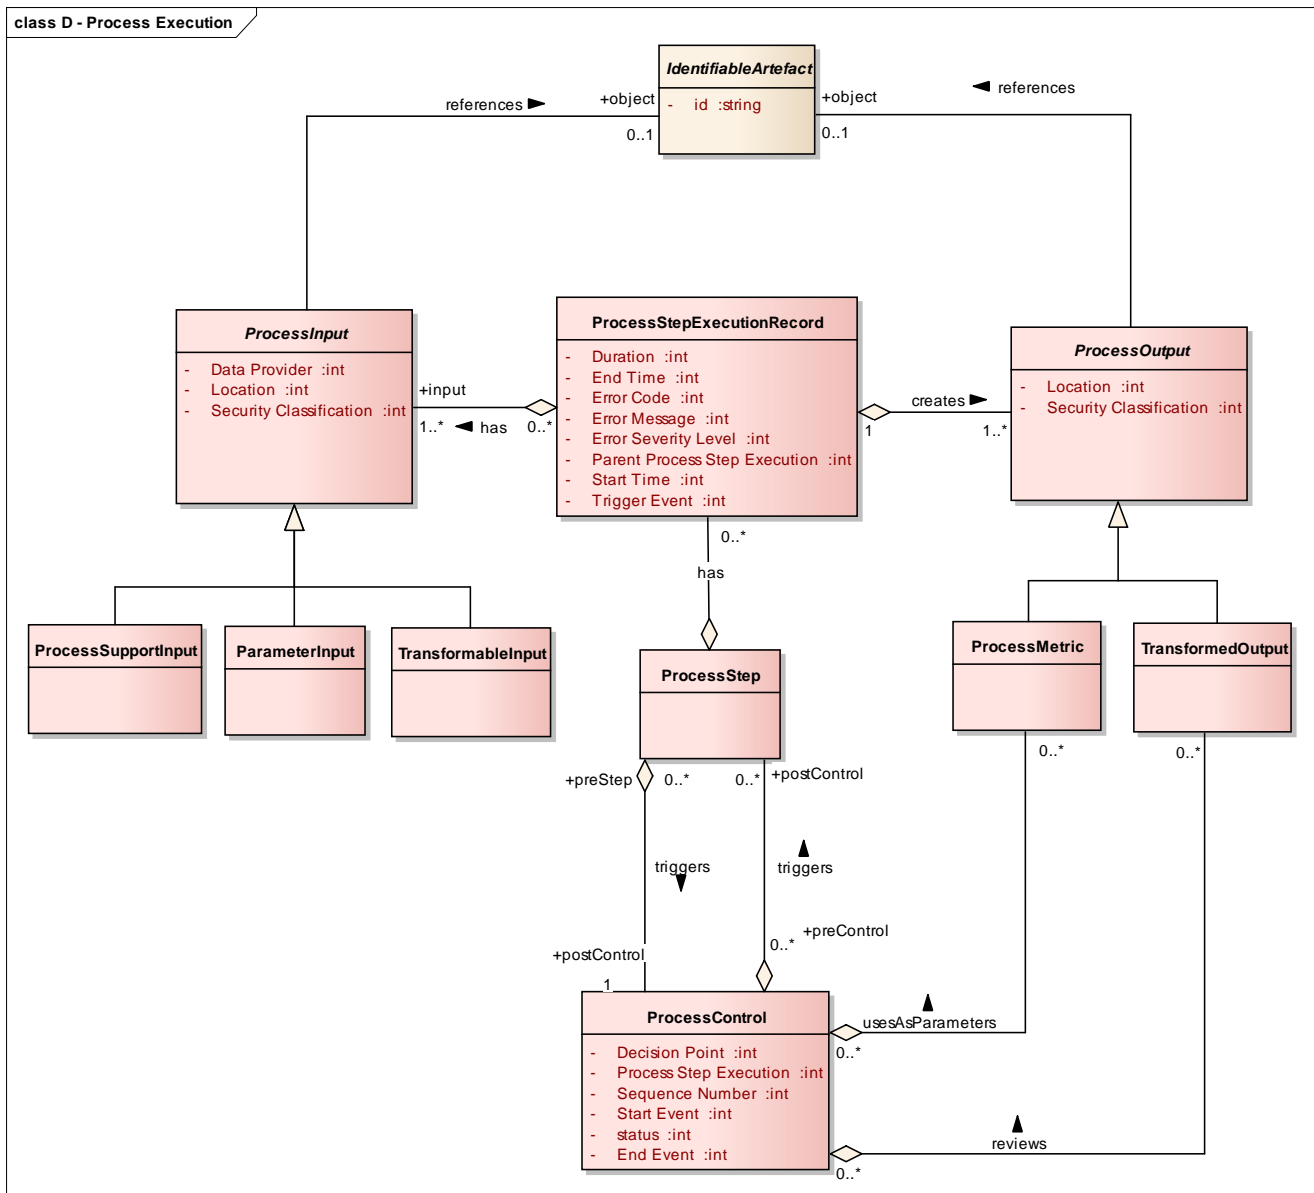 class D - Process Execution
IdentifiableArtefact
- id :string
references
+object
0..1
+object
0..1
references
ProcessInput
- Data Provider :int
- Location :int
- Security Classification :int
+input
1..*
has
0..*
ProcessStepExecutionRecord
- Duration :int
- End Time :int
- Error Code :int
- Error Message :int
- Error Severity Level :int
- Parent Process Step Execution :int
- Start Time :int
- Trigger Event :int
creates
1
1..*
ProcessOutput
- Location :int
- Security Classification :int
0..*
has
ProcessSupportInput
ParameterInput
TransformableInput
ProcessStep
ProcessMetric
TransformedOutput
+preStep
0..*
0..*
+postControl
0..*
0..*
triggers
triggers
+postControl
1
0..*
+preControl
ProcessControl
- Decision Point :int
- Process Step Execution :int
- Sequence Number :int
- Start Event :int
- status :int
- End Event :int
usesAsParameters
0..*
reviews
0..*